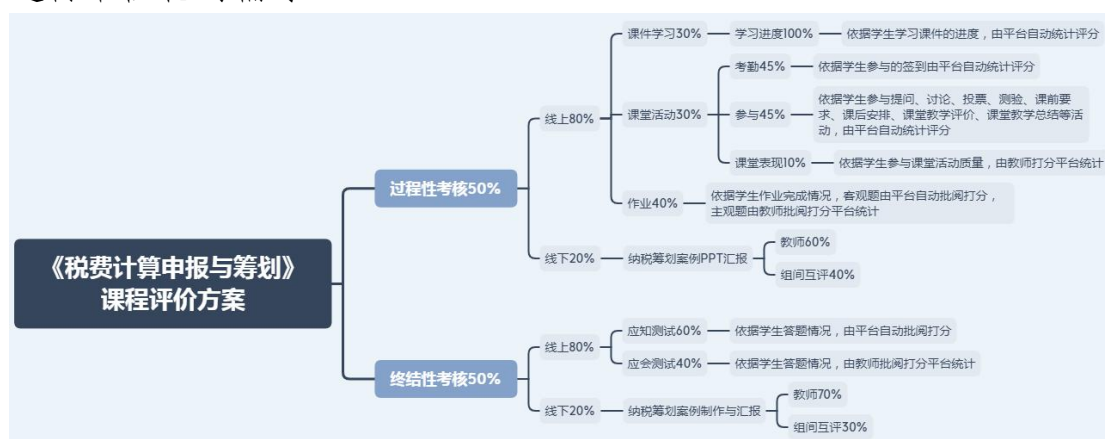 课件学习30%
学习进度100%
依据学生学习课件的进度，由平台自动统计评分
考勤45%
依据学生参与的签到由平台自动统计评分
线上80%
课堂活动30%
参与45%
依据学生参与提问、讨论、投票、测验、课前要
求、课后安排、课堂教学评价、课堂教学总结等活
动，由平台自动统计评分
课堂表现10%
依据学生参与课堂活动质量，由教师打分平台统计
过程性考核50%
作业40%
依据学生作业完成情况，客观题由平台自动批阅打分，
主观题由教师批阅打分平台统计
线下20%
纳税筹划案例PPT汇报
教师60%
组间互评40%
《税费计算申报与筹划》
课程评价方案
线上80%
应知测试60%
依据学生答题情况，由平台自动批阅打分
应会测试40%
依据学生答题情况，由教师批阅打分平台统计
终结性考核50%
线下20%
纳税筹划案例制作与汇报
教师70%
组间互评30%